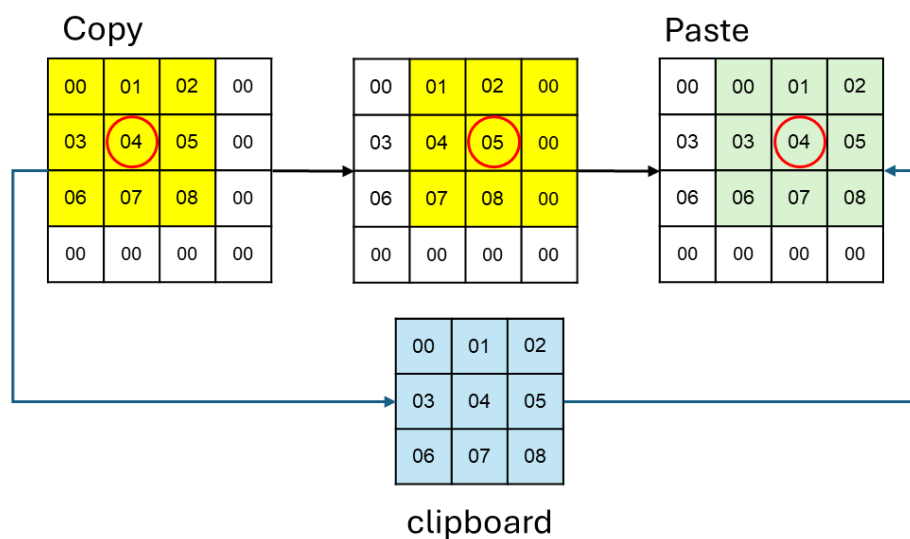 Copy Paste
00 01 02 00 00 01 02 00 00 00 01 02
03 04 05 00 03 04 05 00 03 03 04 05
06 07 08 00 06 07 08 00 06 06 07 08
00 00 00 00 00 00 00 00 00 00 00 00
00 01 02
03 04 05
06 07 08
clipboard